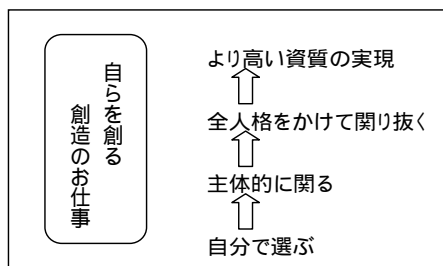 自らを創る
創造のお仕事
より高い資質の実現
全人格をかけて関り抜く
主体的に関る
自分で選ぶ